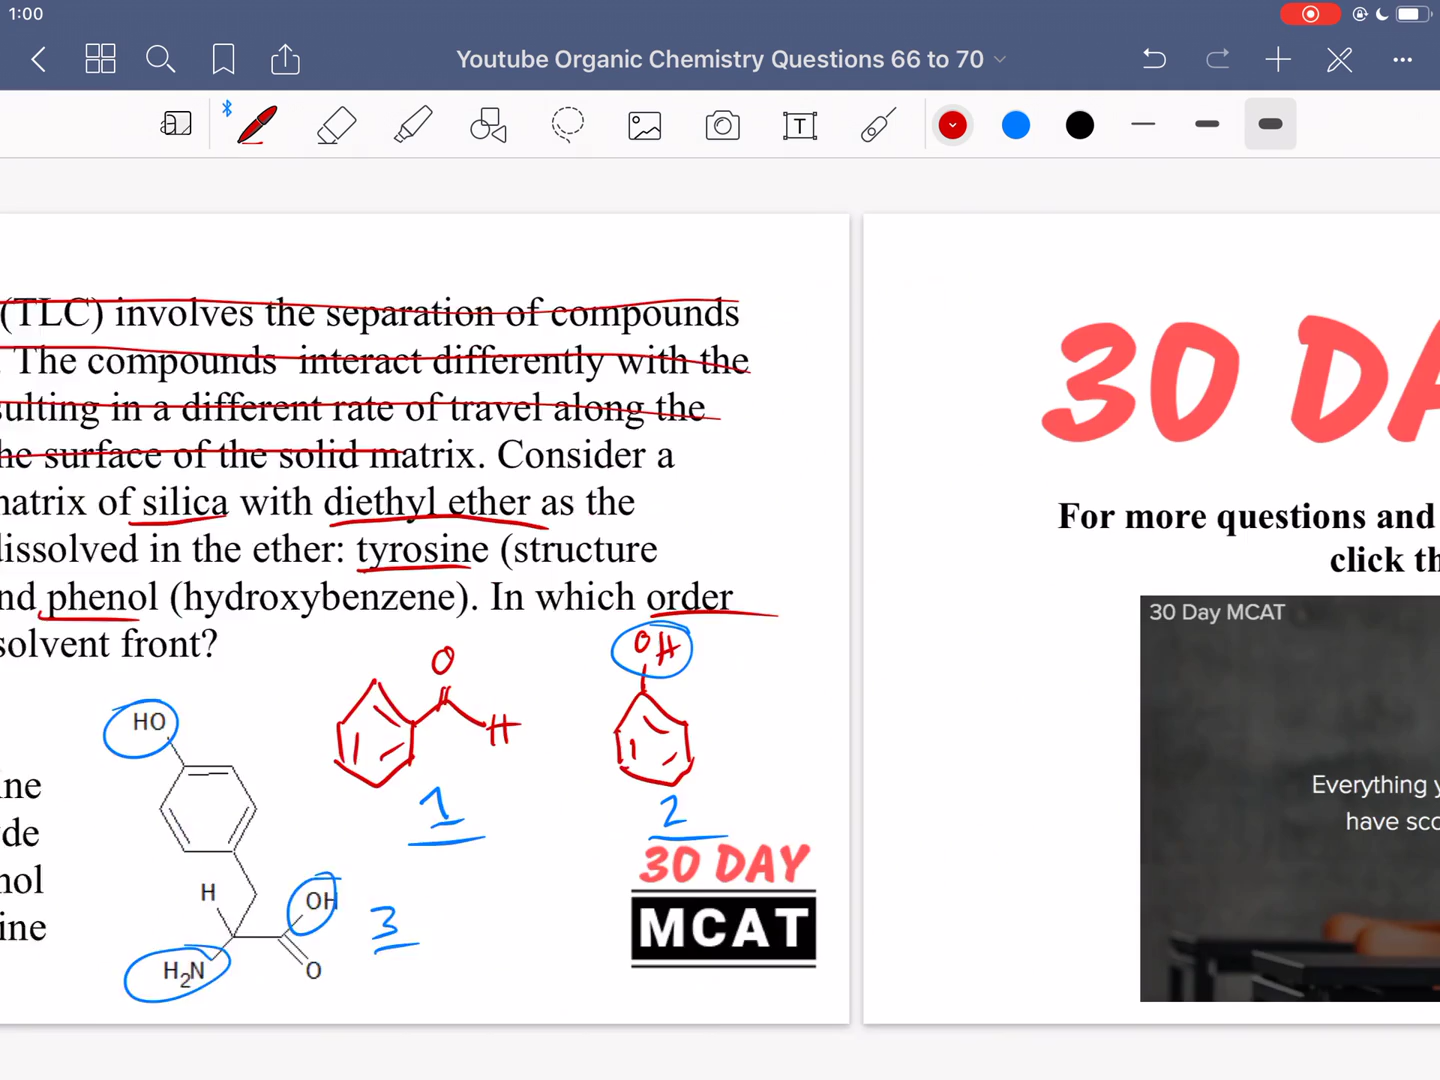 1:00
Youtube Organic Chemistry Questions 66 to 70
(TLC) involves the separation of compounds
. The compounds interact differently with the
sulting in a different rate of travel along the
he surface of the solid matrix. Consider a
natrix of silica with diethyl ether as the
dissolved in the ether: tyrosine (structure
nd phenol (hydroxybenzene). In which order
solvent front?
O
OH
HO
H
ine
1
2
de
30 DAY
nol
H
OH
3
ine
MCAT
H2N
O
30 DA
For more questions and
click th
30 Day MCAT
Everything y
have sco